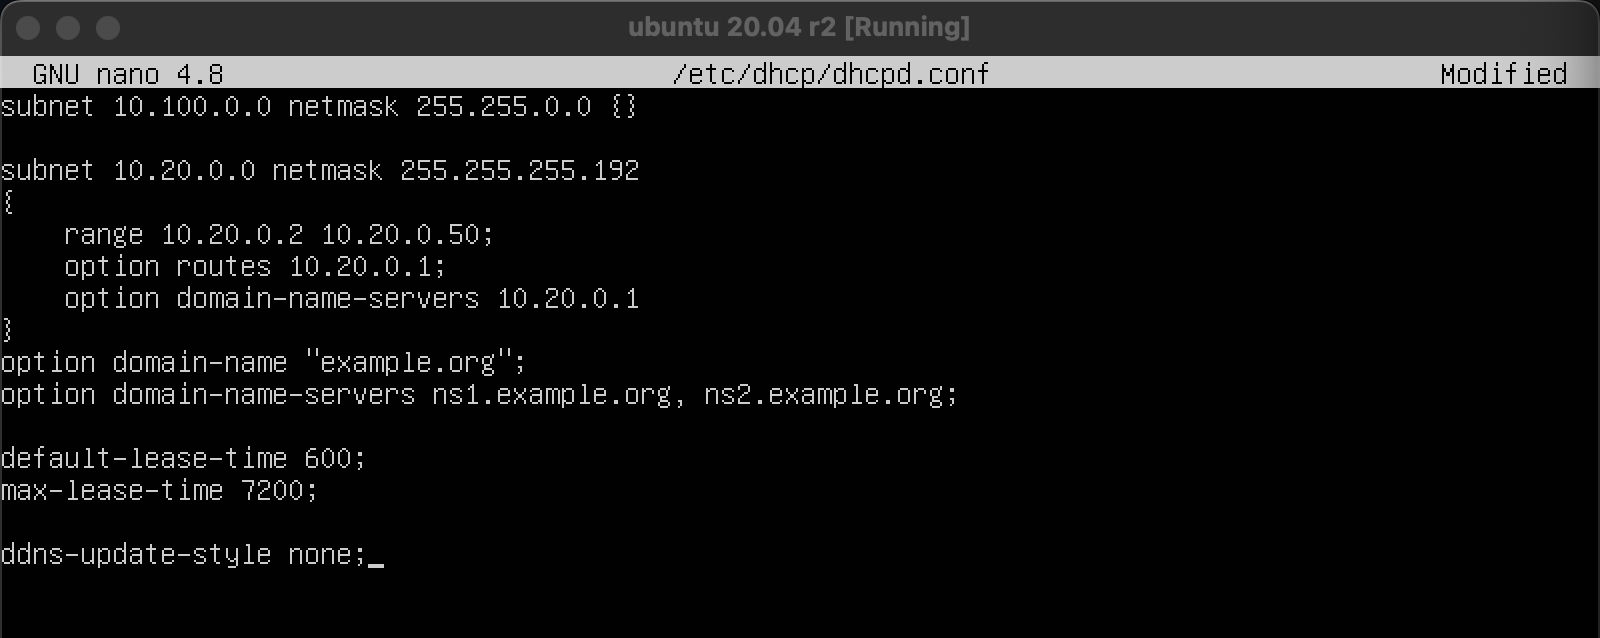 ubuntu 20.04 r2 [Running]
GNU nano 4.8 /etc/dhcp/dhcpd.conf Modified
subnet 10.100.0.0 netmask 255.255.0.0 {}
subnet 10.20.0.0 netmask 255.255.255.192
{
range 10.20.0.2 10.20.0.50;
option routes 10.20.0.1;
option domain-name-servers 10.20.0.1
}
option domain-name "example.org";
option domain-name-servers ns1.example.org, ns2.example.org;
default-lease-time 600;
max-lease-time 7200;
ddns-update-style none;